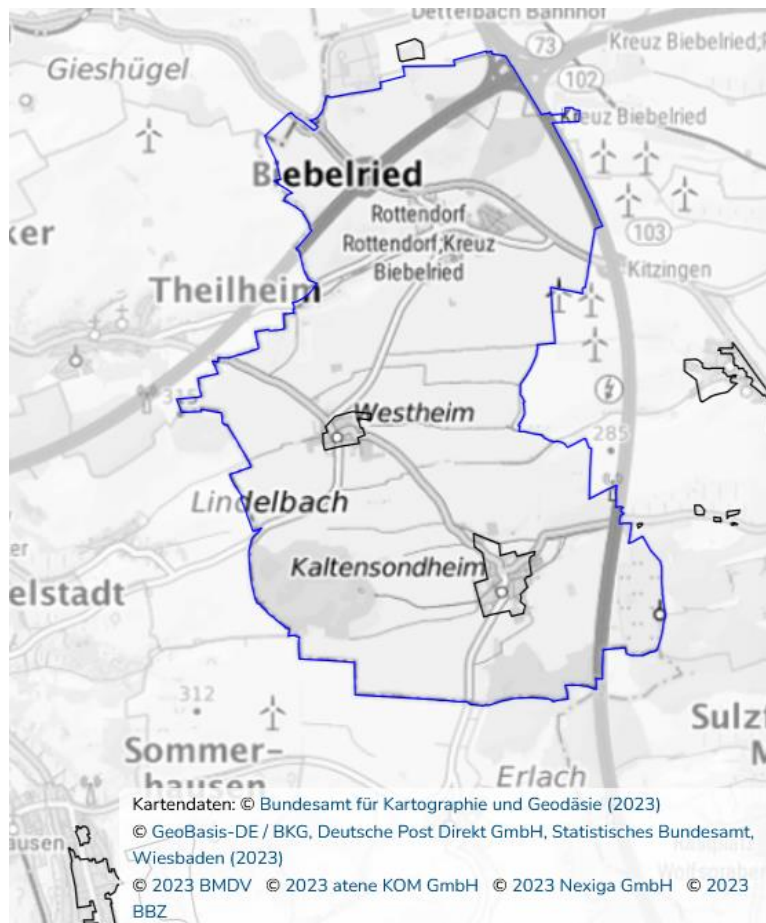 Dettelbach Bahnhof
73
Kreuz Biebelried
Gieshügel
102
Kreuz Biebelried
Biebelried
Rottendorf
Rottendorf;Kreuz
Biebelried
103
Kitzingen
Theilheim
315
Westheim
285
Lindelbach
Kaltensondheim
elstadt
312
Sommer-
hausen
Sulz
Erlach
Kartendaten: © Bundesamt für Kartographie und Geodäsie (2023)
© GeoBasis-DE / BKG, Deutsche Post Direkt GmbH, Statistisches Bundesamt,
Wiesbaden (2023)
ausen
© 2023 BMDV © 2023 atene KOM GmbH © 2023 Nexiga GmbH © 2023
BBZ